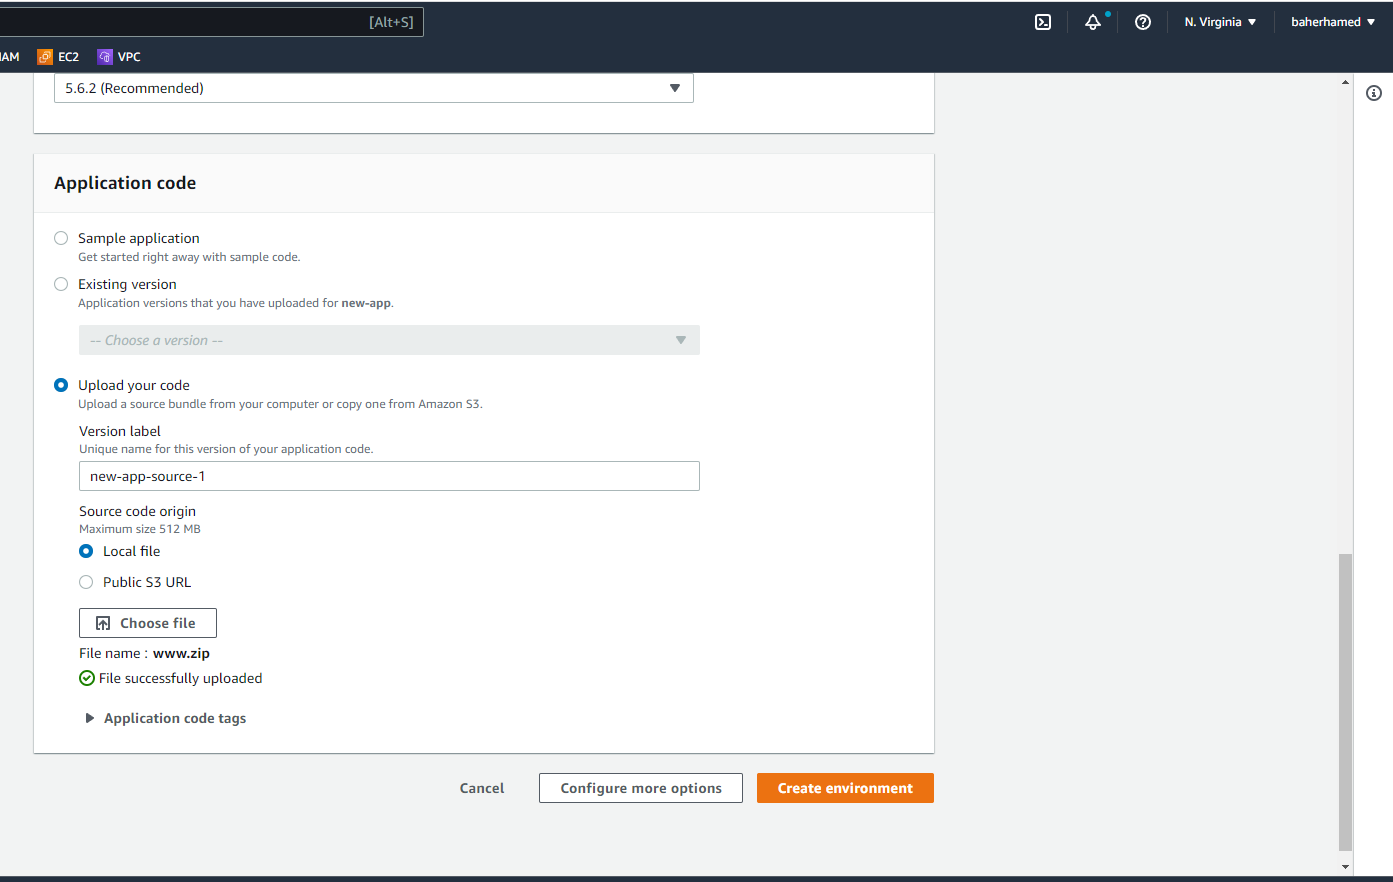 [Alt+S]
N. Virginia
baherhamed
EC2
VPC
5.6.2 (Recommended)
Application code
Sample application
Get started right away with sample code.
Existing version
Application versions that you have uploaded for new-app.
-- Choose a version --
Upload your code
Upload a source bundle from your computer or copy one from Amazon S3.
Version label
Unique name for this version of your application code.
new-app-source-1
Source code origin
Maximum size 512 MB
Local file
Public S3 URL
Choose file
File name : www.zip
File successfully uploaded
Application code tags
Cancel
Configure more options
Create environment